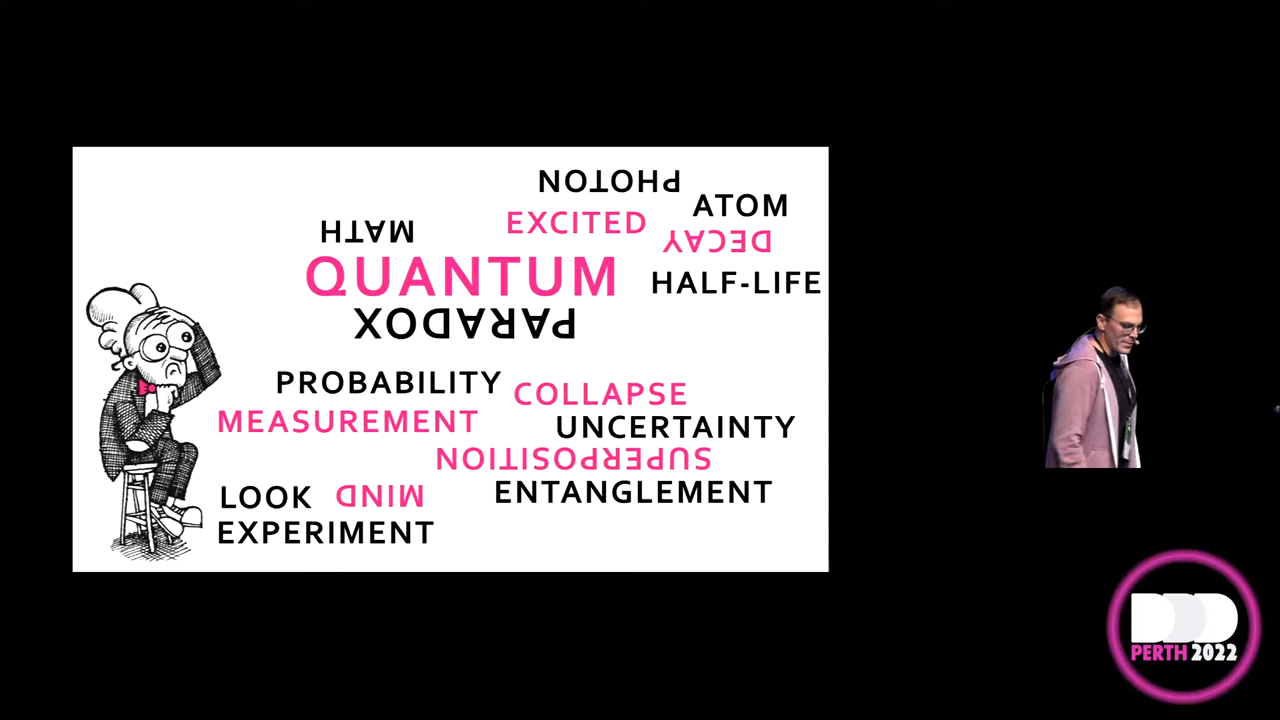 PHOTON
ATOM
EXCITED
MATH
DECAY
QUANTUM
HALF-LIFE
PARADOX
PROBABILITY
COLLAPSE
MEASUREMENT
UNCERTAINTY
SUPERPOSITION
LOOK
MIND
ENTANGLEMENT
EXPERIMENT
DDD
PERTH 2022